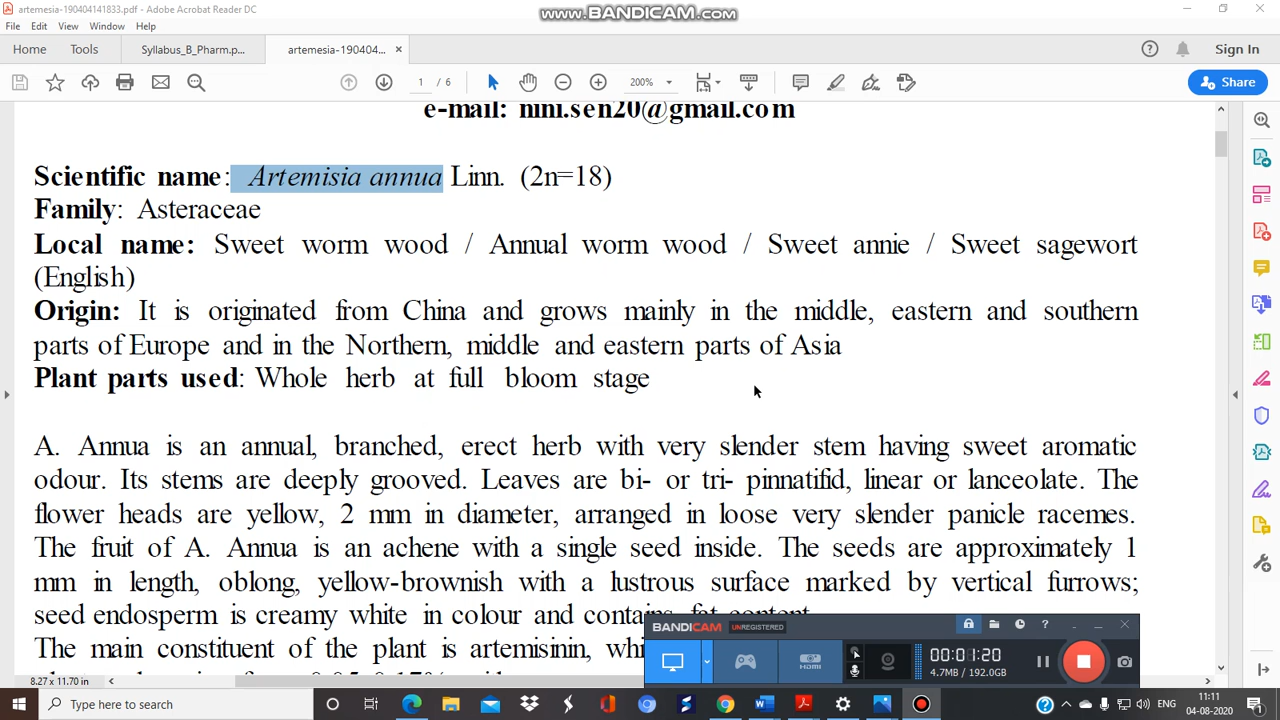 artemesia-190404141833.pdf - Adobe Acrobat Reader DC
www.BANDICAM.com
File Edit View Window Help
Home Tools Syllabus_B_Pharm.p... artemesia-190404... × Sign In
1 / 6 200% Share
e-mail: nini.sen20@gmail.com
Scientific name: Artemisia annua Linn. (2n=18)
Family: Asteraceae
Local name: Sweet worm wood / Annual worm wood / Sweet annie / Sweet sagewort
(English)
Origin: It is originated from China and grows mainly in the middle, eastern and southern
parts of Europe and in the Northern, middle and eastern parts of Asia
Plant parts used: Whole herb at full bloom stage
A. Annua is an annual, branched, erect herb with very slender stem having sweet aromatic
odour. Its stems are deeply grooved. Leaves are bi- or tri- pinnatifid, linear or lanceolate. The
flower heads are yellow, 2 mm in diameter, arranged in loose very slender panicle racemes.
The fruit of A. Annua is an achene with a single seed inside. The seeds are approximately 1
mm in length, oblong, yellow-brownish with a lustrous surface marked by vertical furrows;
seed endosperm is creamy white in colour and contains fat content
The main constituent of the plant is artemisinin,
BANDICAM UNREGISTERED
HDMI
00:01:20
4.7MB / 192.0GB
8.27 x 11.70 in
Type here to search
ENG
11:11
04-08-2020